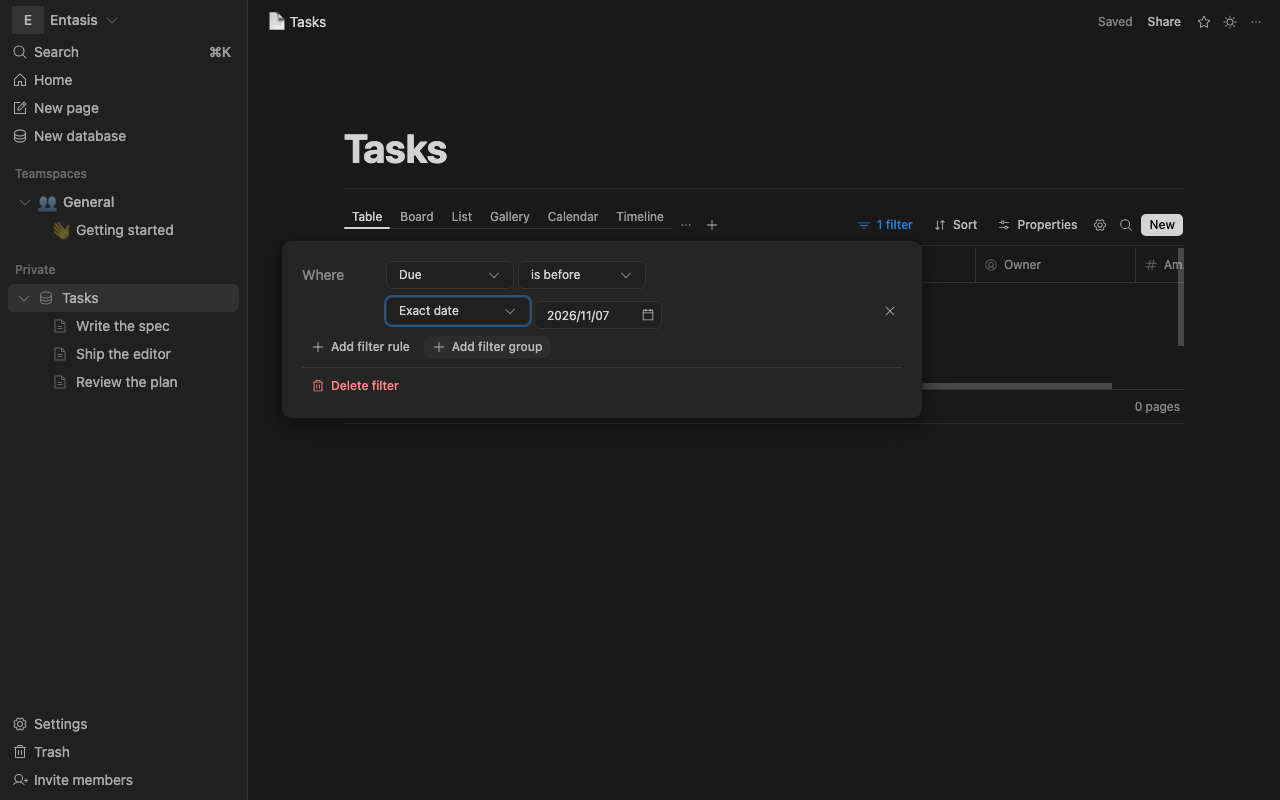 E Entasis
Search ⌘K
Home
New page
New database
Teamspaces
General
Getting started
Private
Tasks
Write the spec
Ship the editor
Review the plan
Settings
Trash
Invite members
Tasks
Saved Share
Tasks
Table Board List Gallery Calendar Timeline
1 filter Sort Properties New
Owner # Am
Where Due is before
Exact date 2026/11/07
Add filter rule Add filter group
Delete filter
0 pages